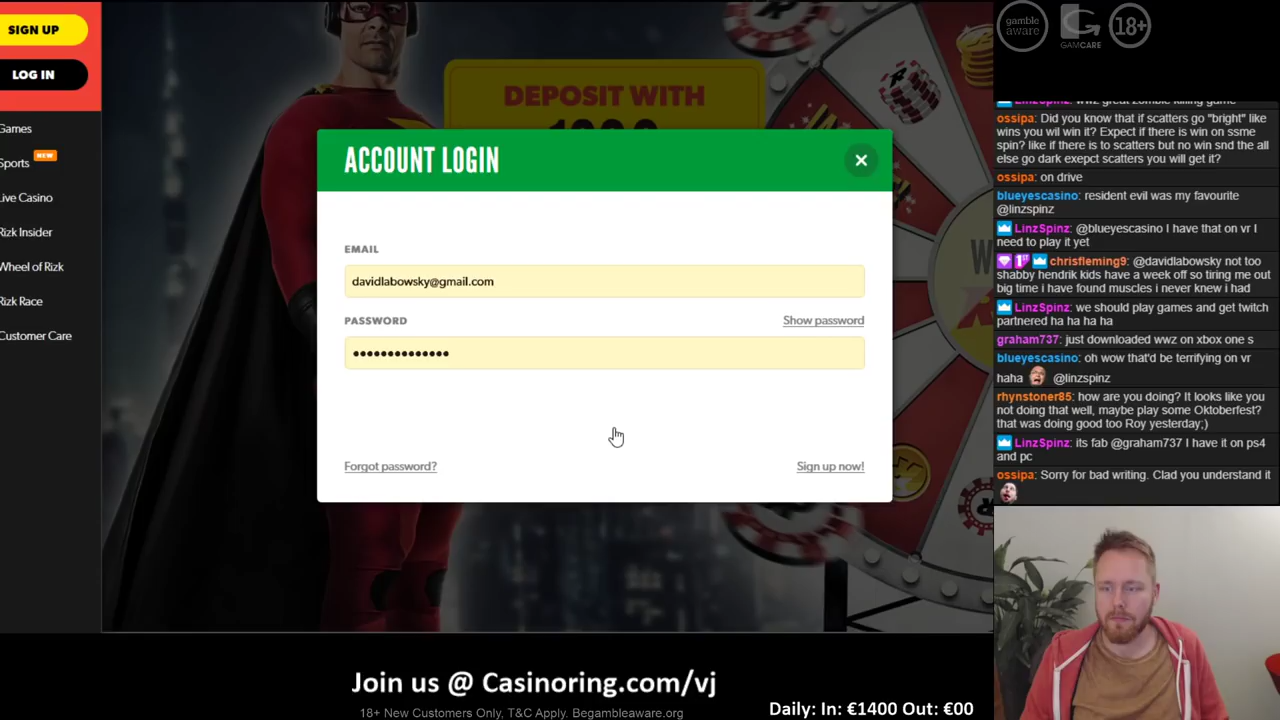 SIGN UP
LOG IN
Games
Sports NEW
Live Casino
Rizk Insider
Wheel of Rizk
Rizk Race
Customer Care
DEPOSIT WITH
ACCOUNT LOGIN
EMAIL
davidlabowsky@gmail.com
PASSWORD
Show password
••••••••••••••
Forgot password?
Sign up now!
gamble
aware
GAMCARE
18+
LinzSpinz: wwz great zombie killing game
ossipa: Did you know that if scatters go "bright" like
wins you wil win it? Expect if there is win on ssme
spin? like if there is to scatters but no win snd the all
else go dark exepct scatters you will get it?
ossipa: on drive
blueyescasino: resident evil was my favourite
@linzspinz
LinzSpinz: @blueyescasino I have that on vr I
need to play it yet
chrisfleming9: @davidlabowsky not too
shabby hendrik kids have a week off so tiring me out
big time i have found muscles i never knew i had
LinzSpinz: we should play games and get twitch
partnered ha ha ha ha
graham737: just downloaded wwz on xbox one s
blueyescasino: oh wow that'd be terrifying on vr
haha @linzspinz
rhynstoner85: how are you doing? It looks like you
not doing that well, maybe play some Oktoberfest?
that was doing good too Roy yesterday;)
LinzSpinz: its fab @graham737 I have it on ps4
and pc
ossipa: Sorry for bad writing. Clad you understand it
Join us @ Casinoring.com/vj
18+ New Customers Only, T&C Apply. Begambleaware.org
Daily: In: €1400 Out: €00